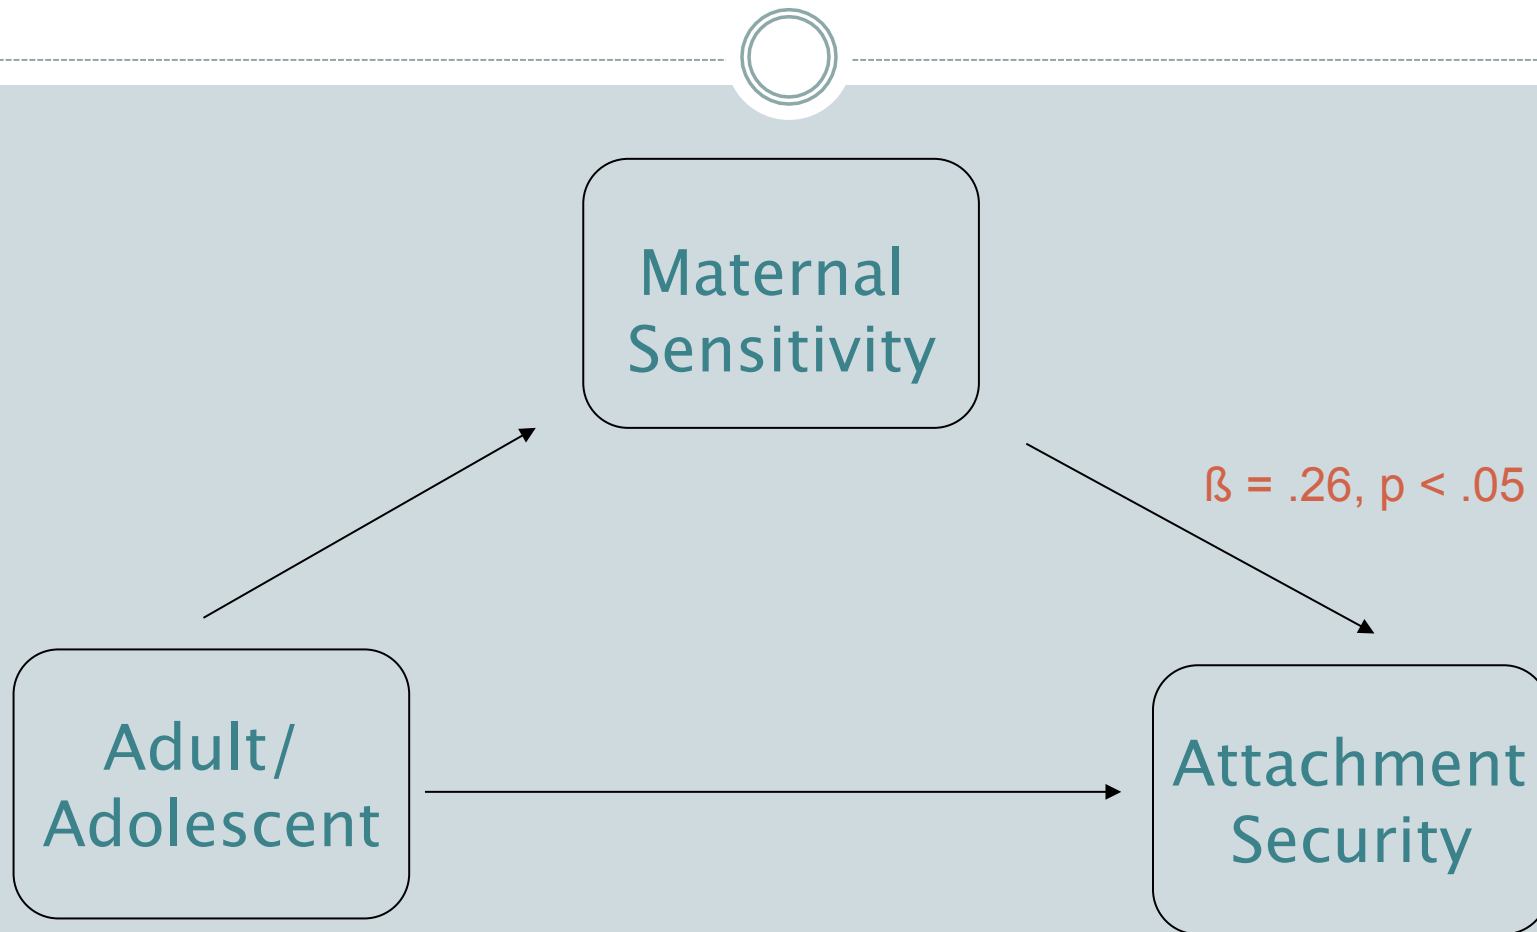 Maternal
Sensitivity
ß = .26, p < .05
Adult/
Adolescent
Attachment
Security